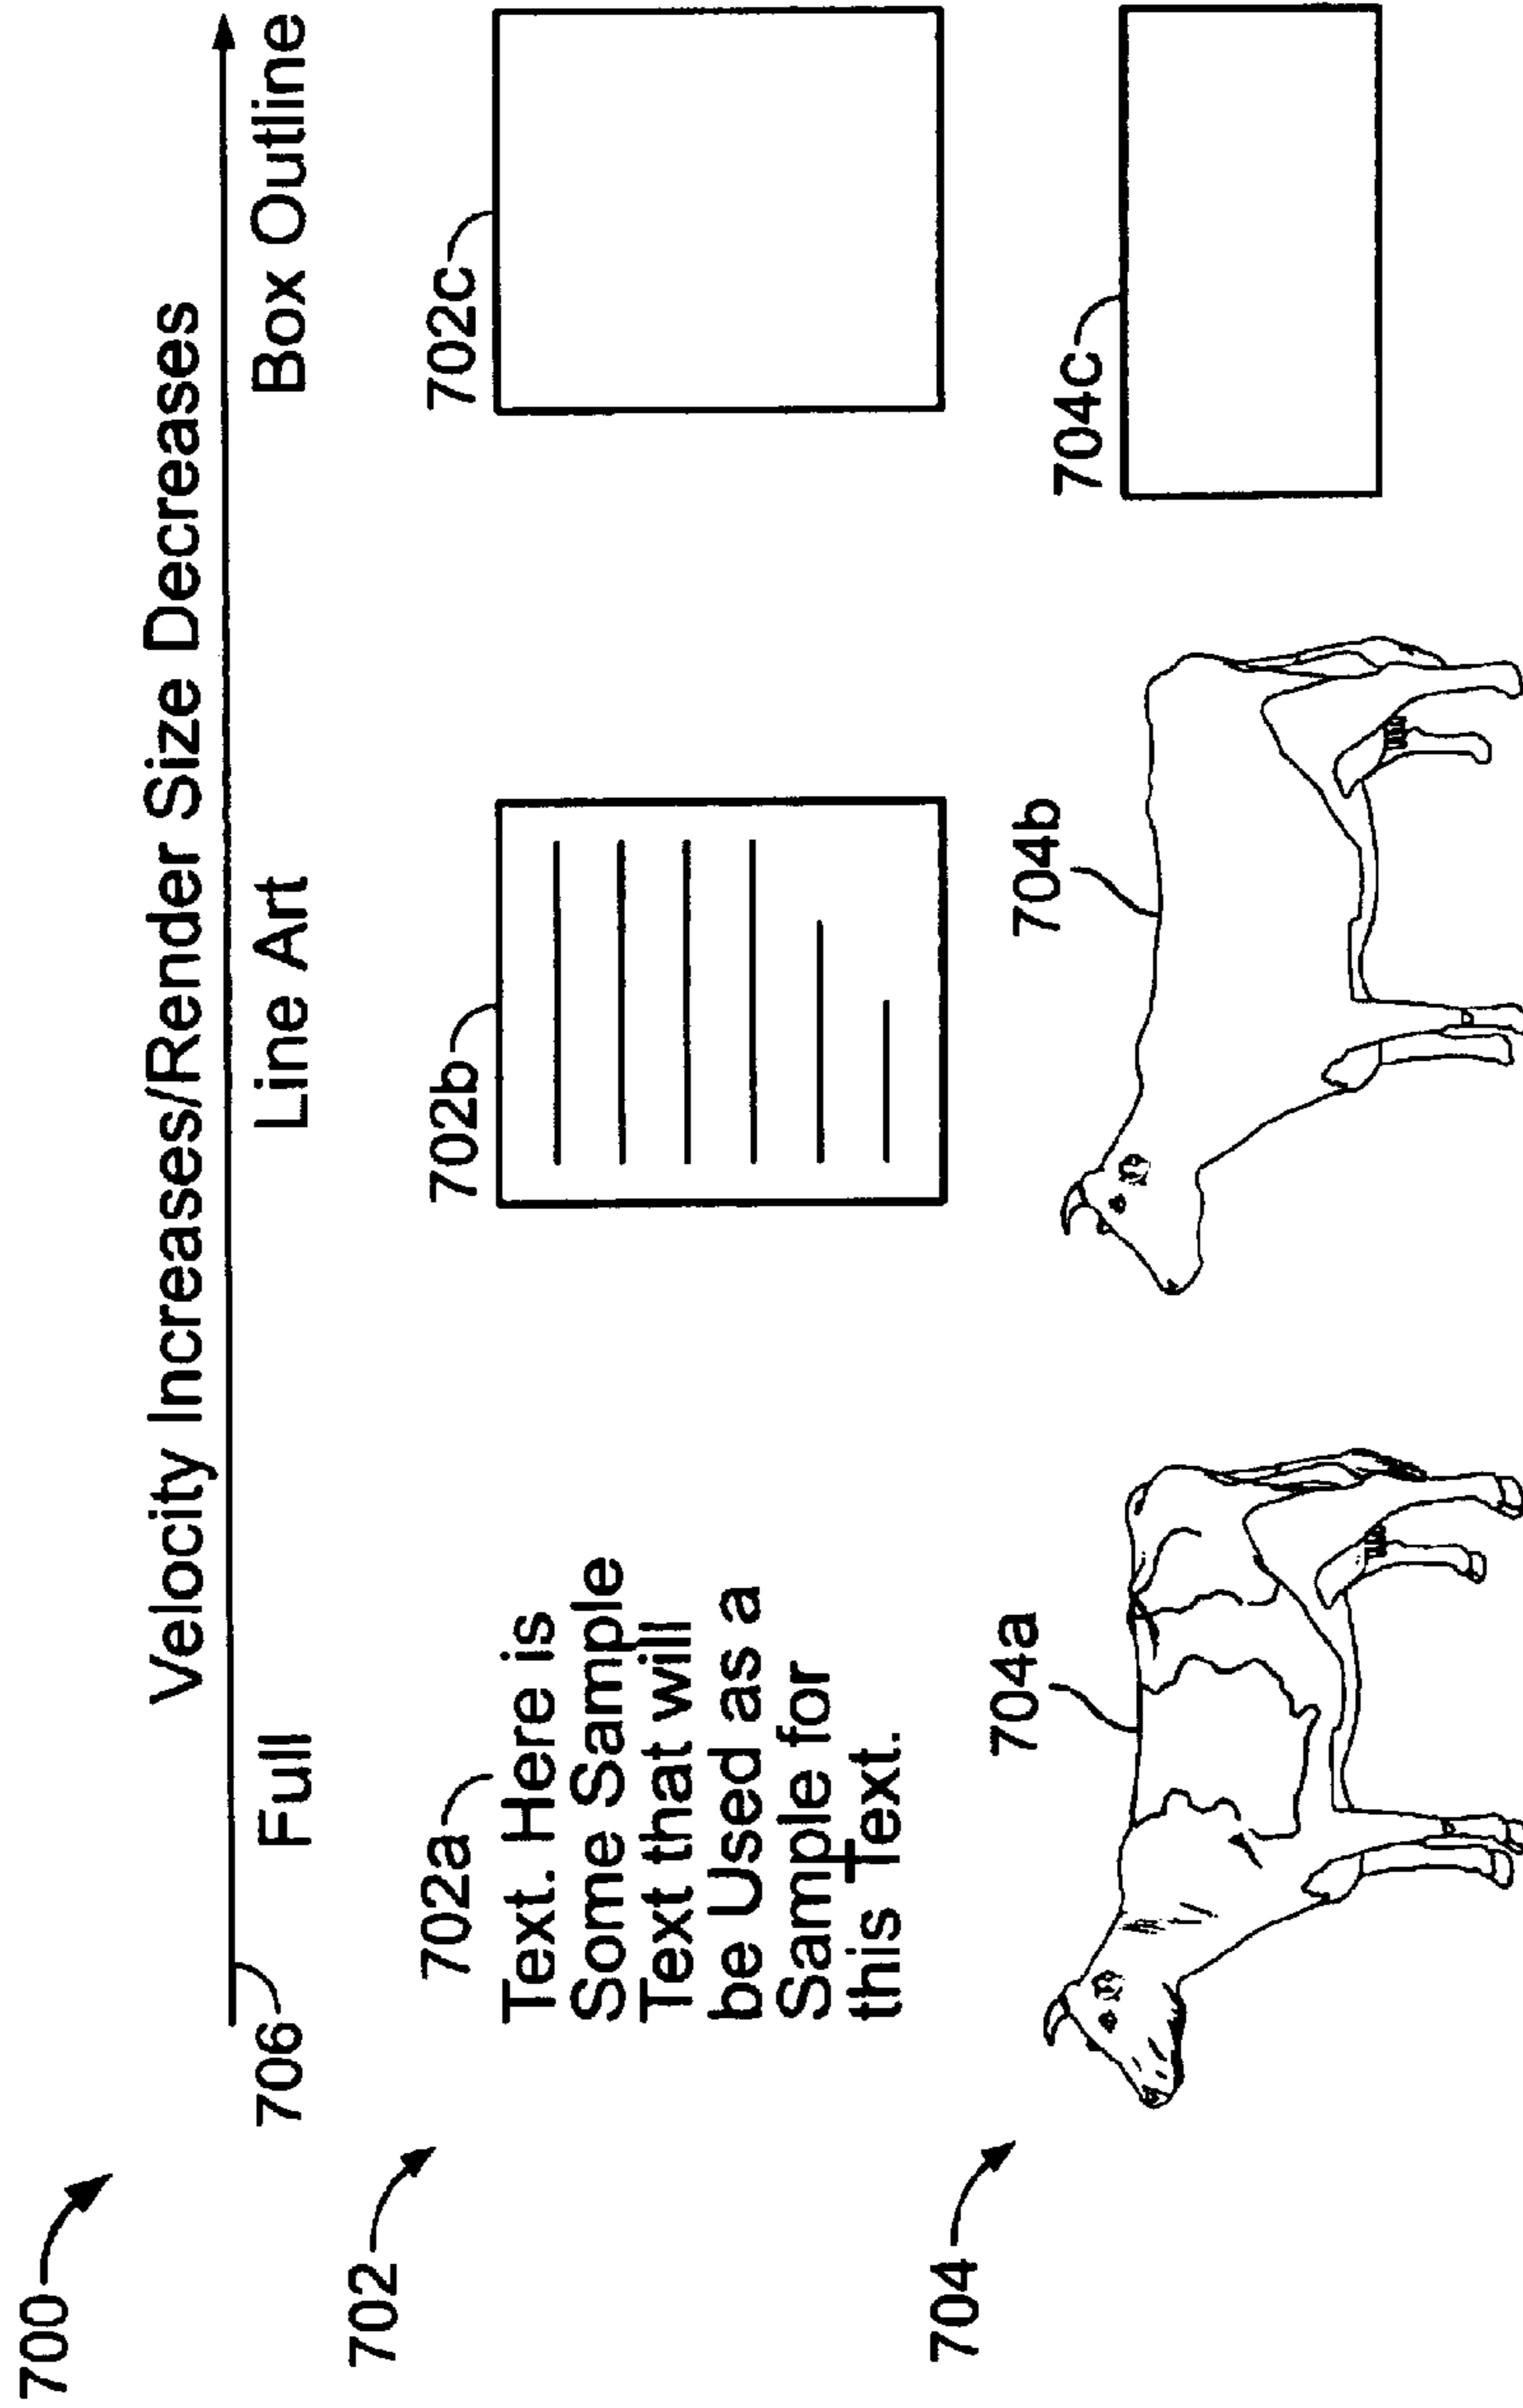 700
Velocity Increases/Render Size Decreases
706
Full
Line Art
Box Outline
702
702a
702b
702c
Text. Here is
Some Sample
Text that will
be Used as a
Sample for
this Text.
704
704a
704b
704c